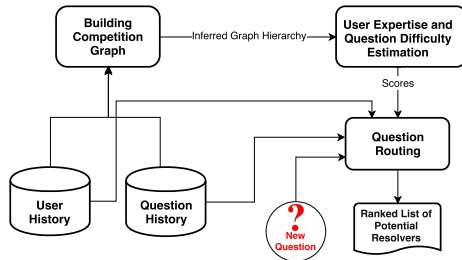 Building
Competition
Graph
Inferred Graph Hierarchy
User Expertise and
Question Difficulty
Estimation
Scores
Question
Routing
User
History
Question
History
?
New
Question
Ranked List of
Potential
Resolvers